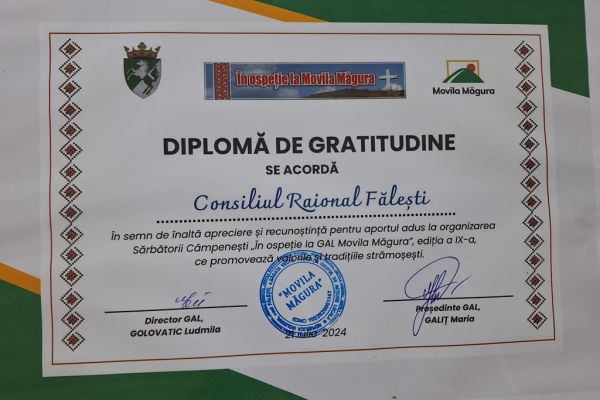 În ospeție la Movila Măgura
Movila Măgura
DIPLOMĂ DE GRATITUDINE
SE ACORDĂ
Consiliul Raional Fălești
În semn de înaltă apreciere și recunoștință pentru aportul adus la organizarea
Sărbătorii Câmpenești „În ospeție la GAL Movila Măgura”, ediția a IX-a,
ce promovează valorile și tradițiile strămoșești.
"MOVILA
MĂGURA"
Director GAL,
GOLOVATIC Ludmila
Președinte GAL,
GALIȚ Maria
21 iulie 2024